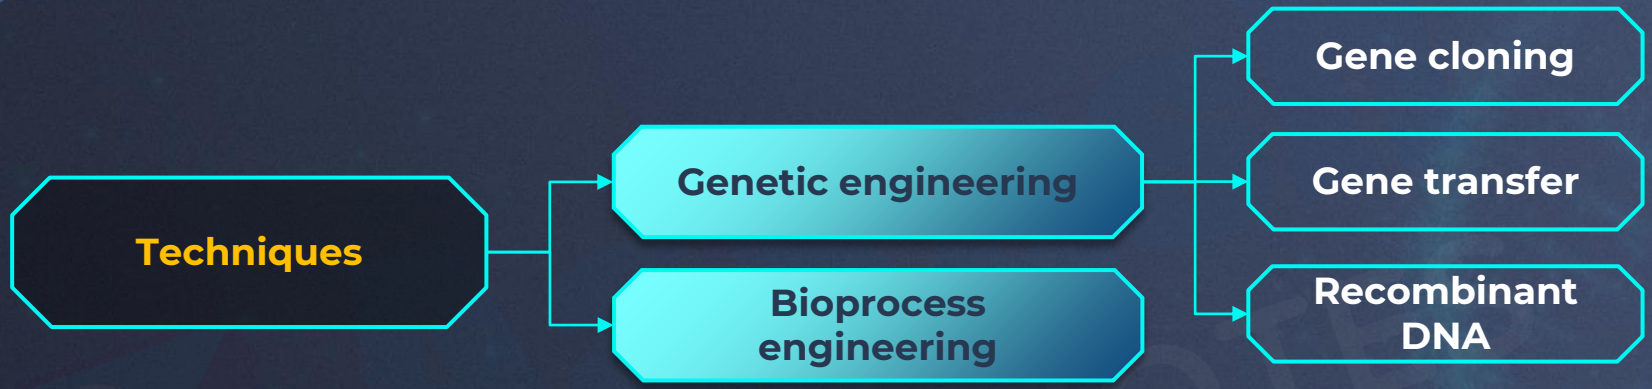 Techniques
Genetic engineering
Bioprocess
engineering
Gene cloning
Gene transfer
Recombinant
DNA